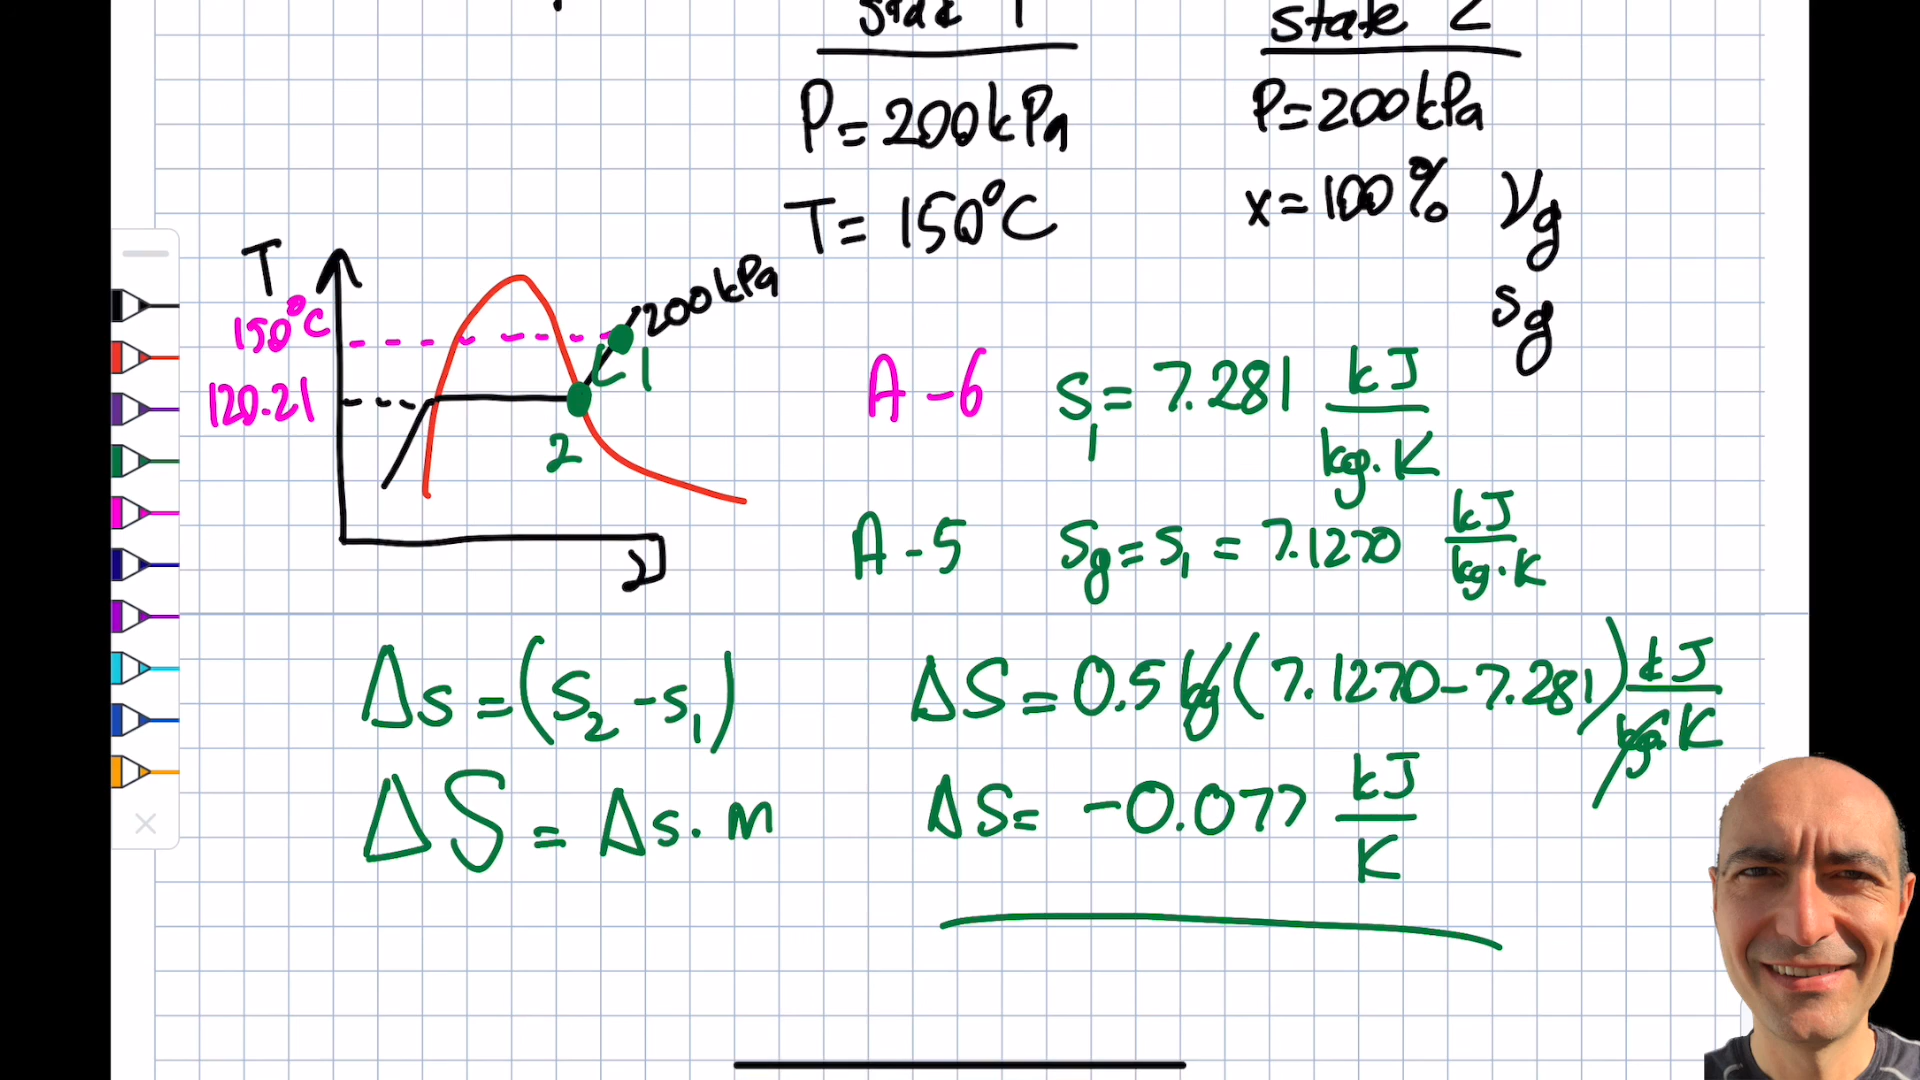 state 1
state 2
P=200kPa
P=200kPa
T=150°C
x=100% νg
sg
T
150°C
120.21
200kPa
1
2
ν
A-6 s₁=7.281 kJ/kg·K
A-5 sg=s₁=7.1270 kJ/kg·K
Δs=(s₂-s₁)
ΔS=0.5kg(7.1270-7.281)kJ/kg·K
ΔS=Δs·m
ΔS=-0.077 kJ/K